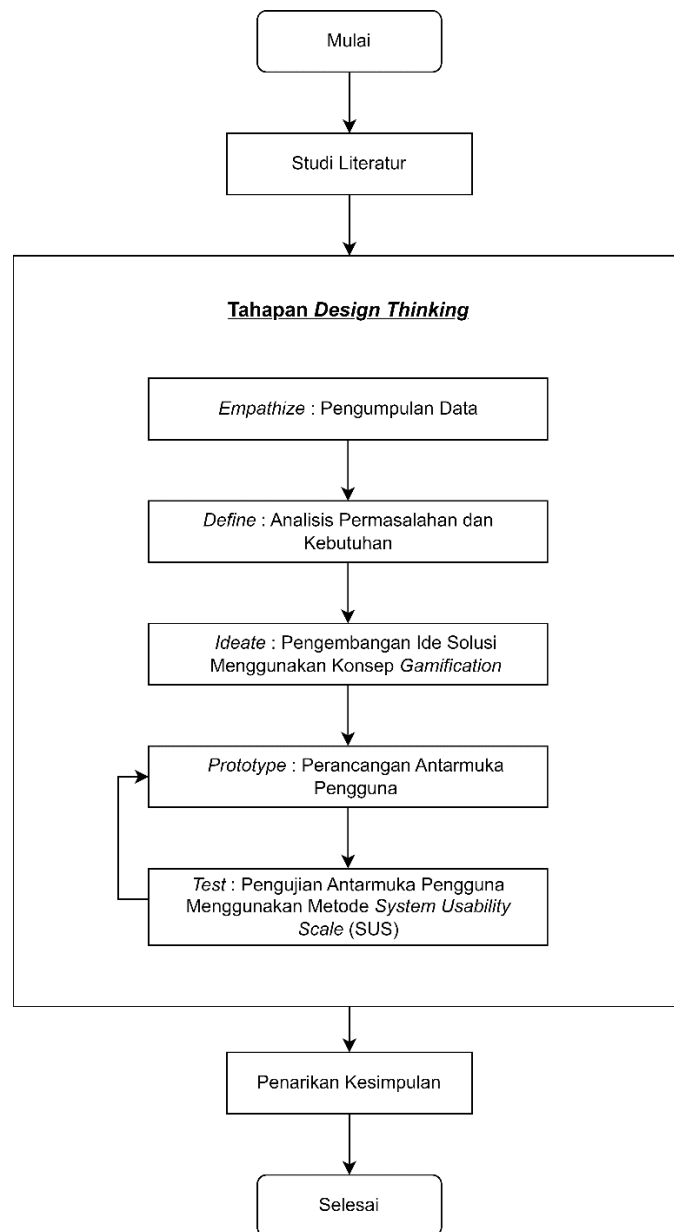 Mulai
Studi Literatur
Tahapan Design Thinking
Empathize : Pengumpulan Data
Define : Analisis Permasalahan dan
Kebutuhan
Ideate : Pengembangan Ide Solusi
Menggunakan Konsep Gamification
Prototype : Perancangan Antarmuka
Pengguna
Test : Pengujian Antarmuka Pengguna
Menggunakan Metode System Usability
Scale (SUS)
Penarikan Kesimpulan
Selesai